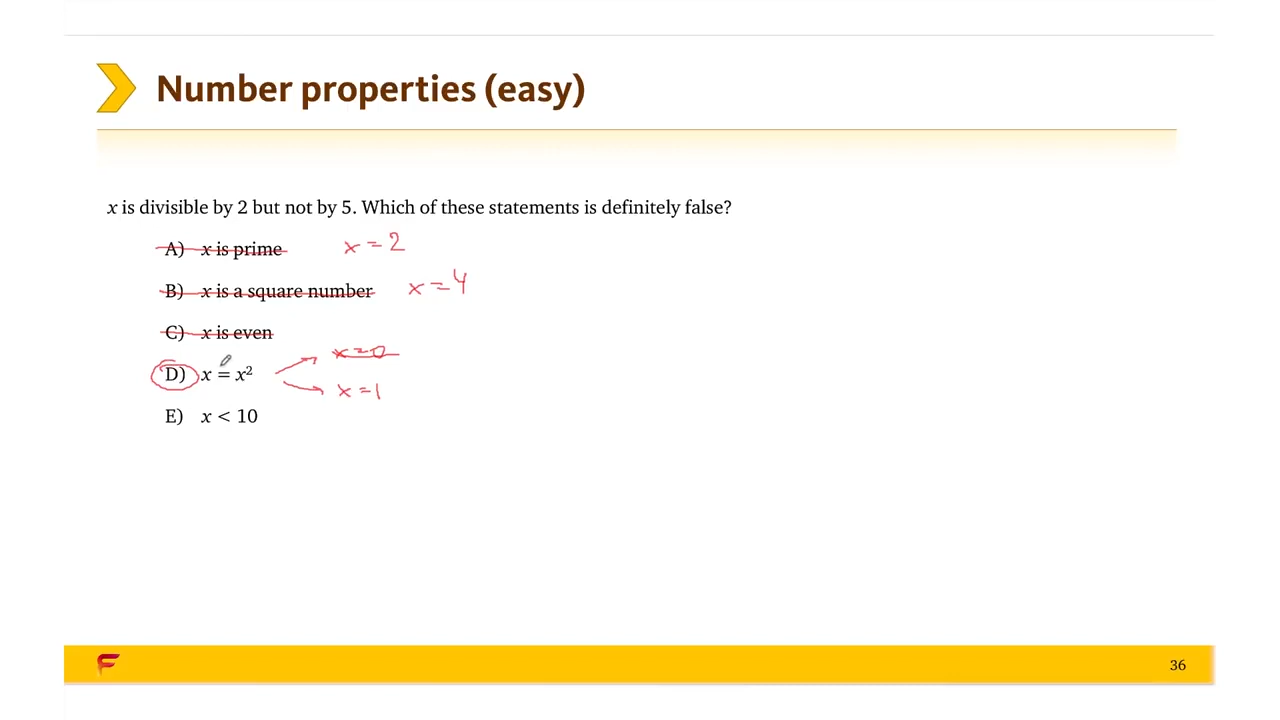 Number properties (easy)
x is divisible by 2 but not by 5. Which of these statements is definitely false?
A) x is prime x = 2
B) x is a square number x = 4
C) x is even
x = 0
D) x = x²
x = 1
E) x < 10
F
36